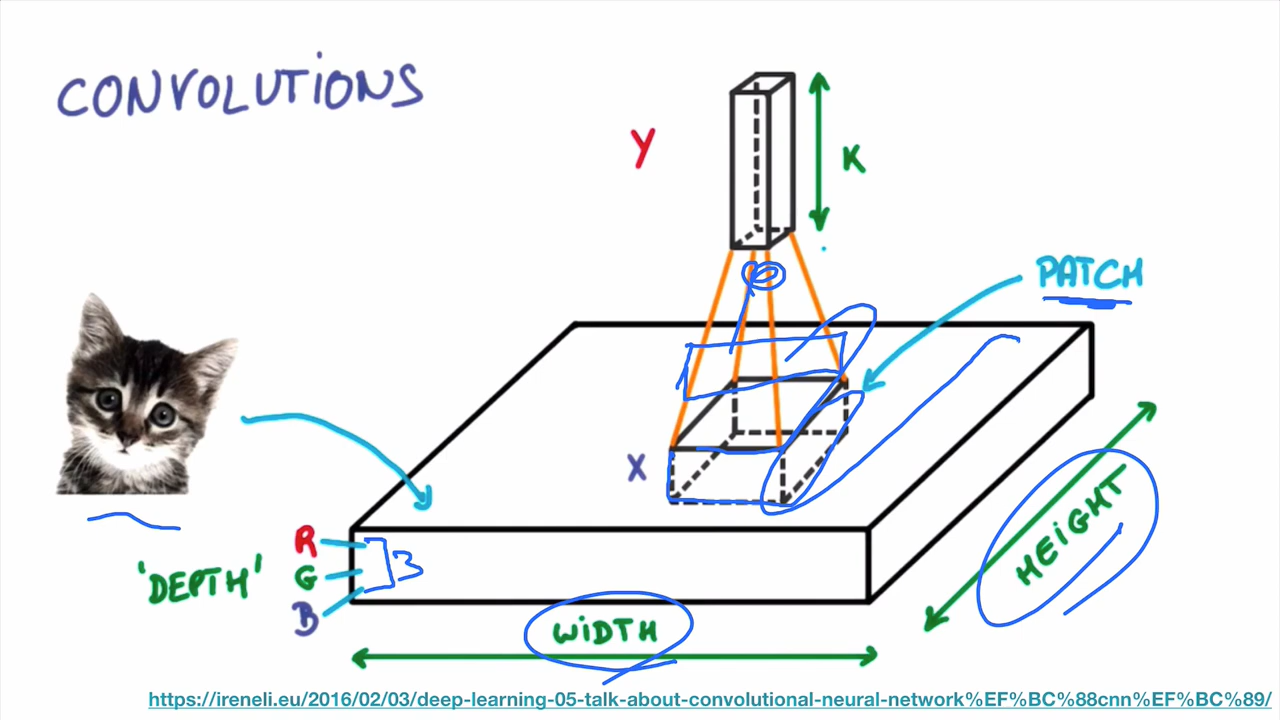 CONVOLUTIONS
Y
K
PATCH
X
R
'DEPTH'
G
B
3
WIDTH
HEIGHT
https://ireneli.eu/2016/02/03/deep-learning-05-talk-about-convolutional-neural-network%EF%BC%88cnn%EF%BC%89/